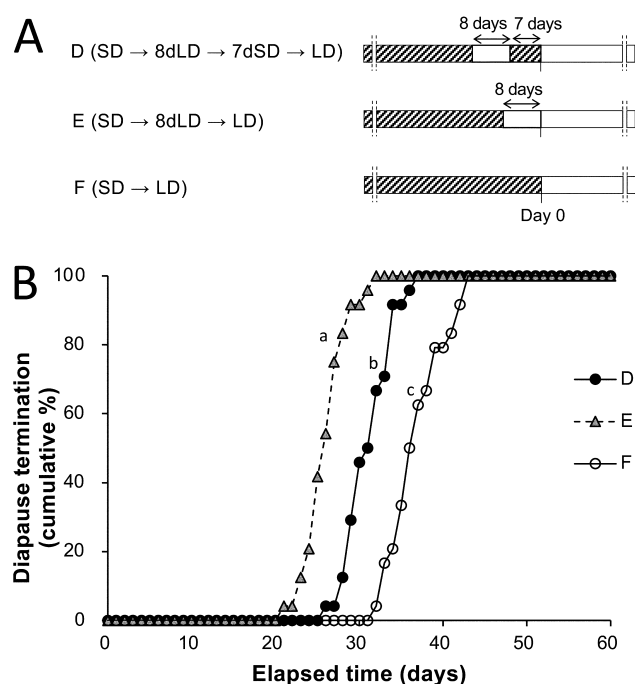 A
8 days 7 days
D (SD → 8dLD → 7dSD → LD)
8 days
E (SD → 8dLD → LD)
F (SD → LD)
Day 0
B
Diapause termination
(cumulative %)
100
80
60
40
20
0
a
b
c
D
E
F
0 10 20 30 40 50 60
Elapsed time (days)